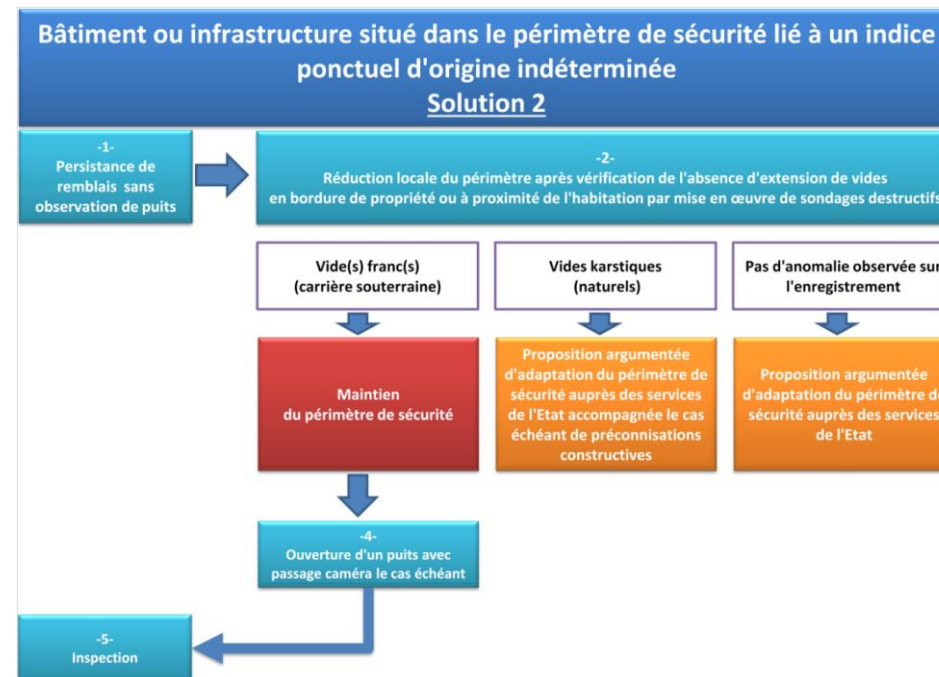 Bâtiment ou infrastructure situé dans le périmètre de sécurité lié à un indice
ponctuel d'origine indéterminée
Solution 2
-1-
Persistance de
remblais sans
observation de puits
-2-
Réduction locale du périmètre après vérification de l'absence d'extension de vides
en bordure de propriété ou à proximité de l'habitation par mise en œuvre de sondages destructifs
Vide(s) franc(s)
(carrière souterraine)
Vides karstiques
(naturels)
Pas d'anomalie observée sur
l'enregistrement
Maintien
du périmètre de sécurité
Proposition argumentée
d'adaptation du périmètre de
sécurité auprès des services
de l'Etat accompagnée le cas
échéant de préconnisations
constructives
Proposition argumentée
d'adaptation du périmètre de
sécurité auprès des services
de l'Etat
-4-
Ouverture d'un puits avec
passage caméra le cas échéant
-5-
Inspection